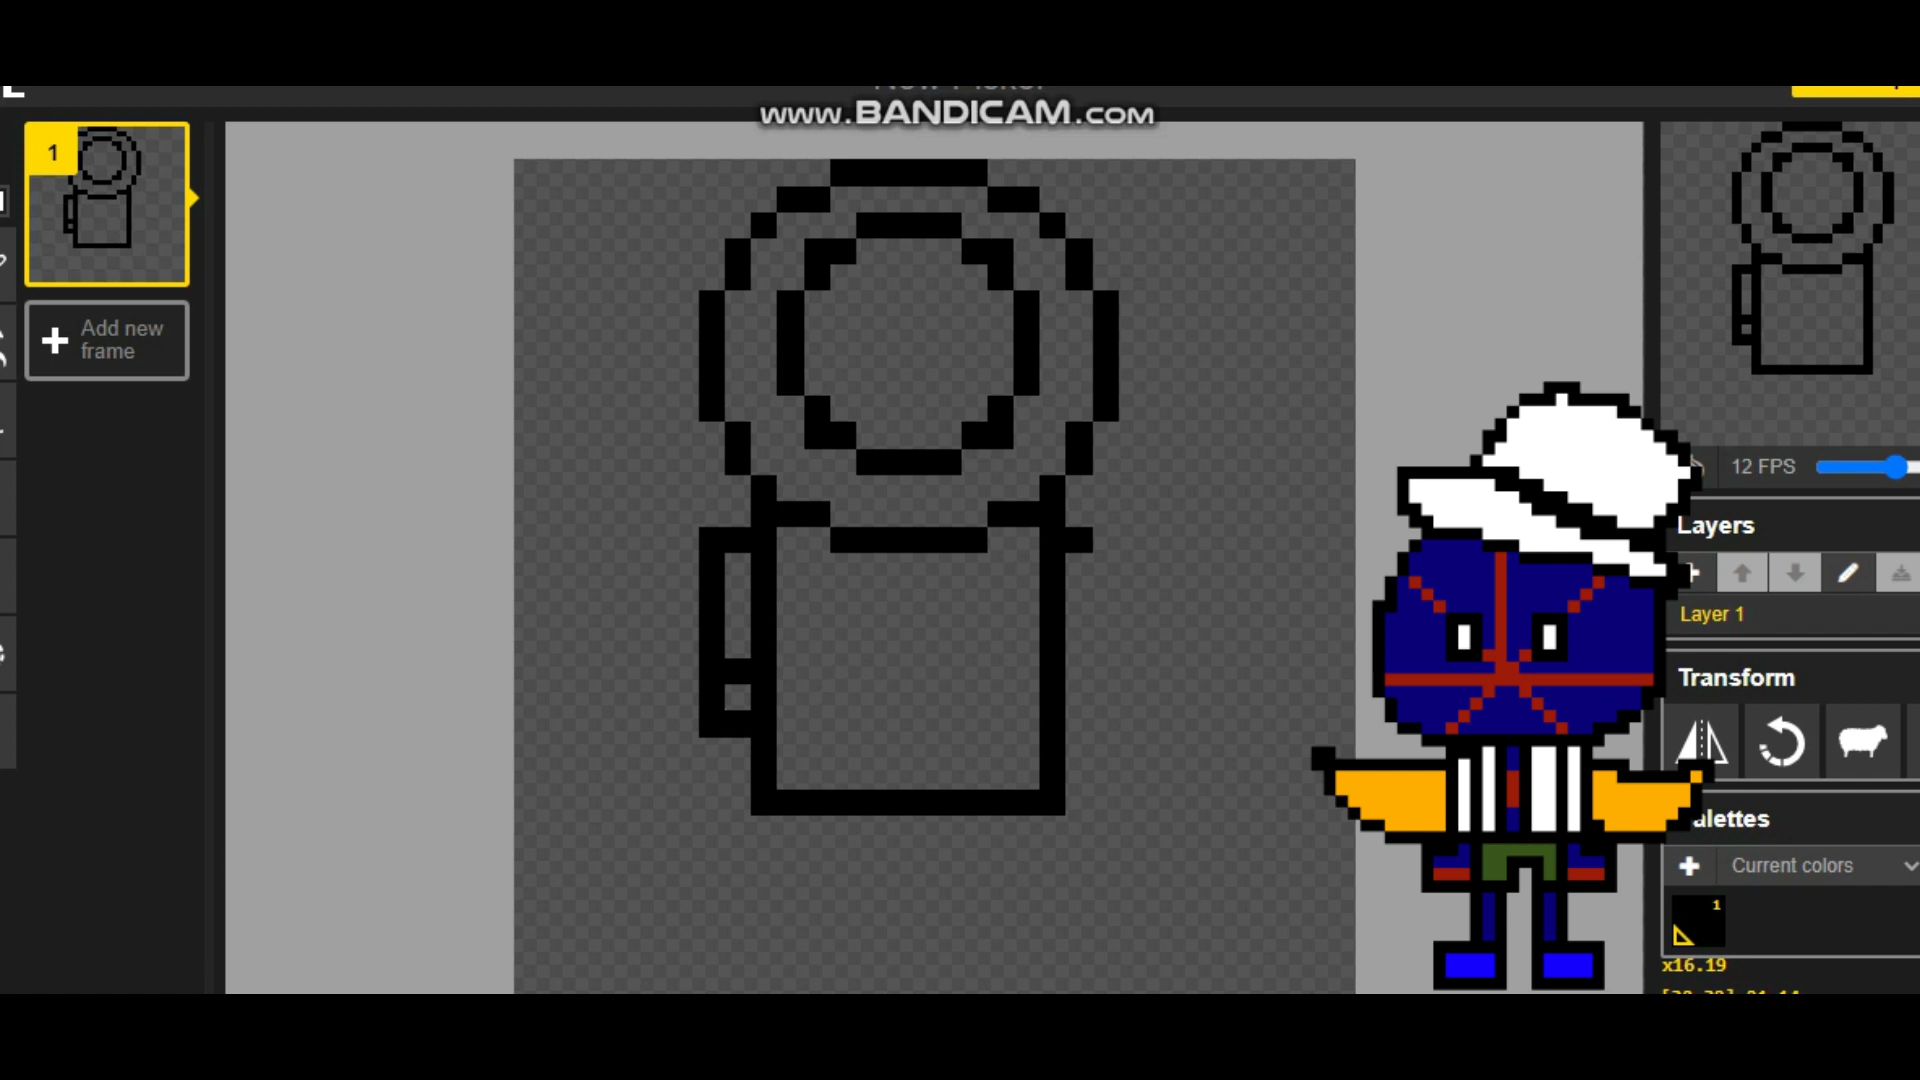 www.BANDICAM.com
1
Add new
frame
12 FPS
Layers
Layer 1
Transform
alettes
Current colors
1
x16.19